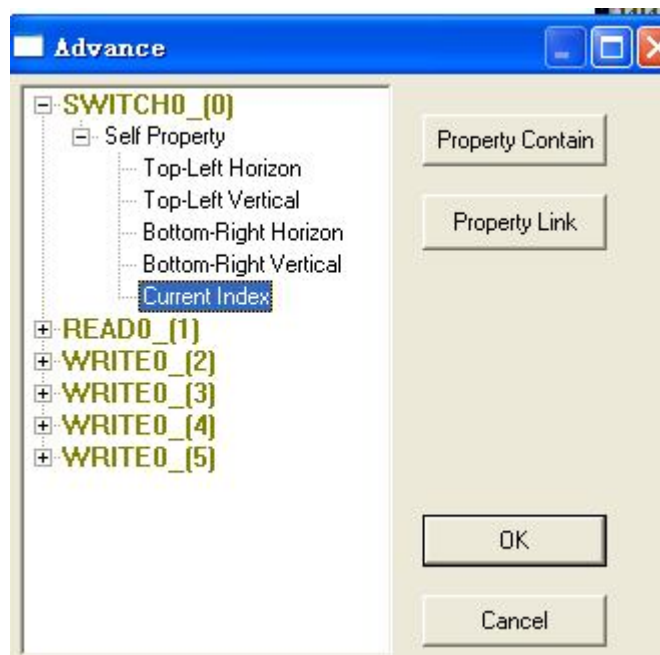 Advance
SWITCH0_(0)
Self Property
Top-Left Horizon
Top-Left Vertical
Bottom-Right Horizon
Bottom-Right Vertical
Current Index
READ0_(1)
WRITE0_(2)
WRITE0_(3)
WRITE0_(4)
WRITE0_(5)
Property Contain
Property Link
OK
Cancel